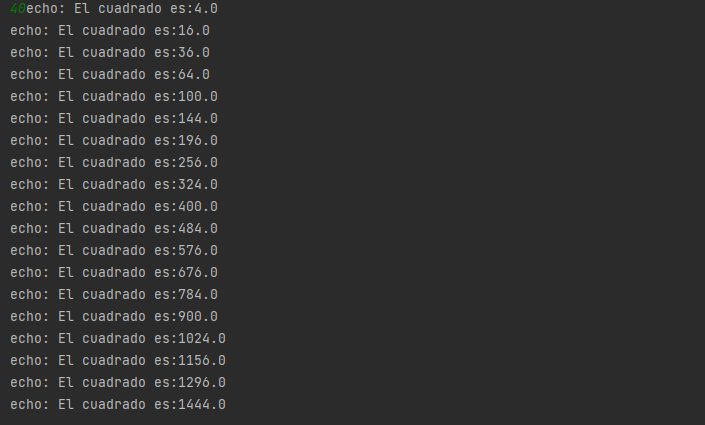 40echo: El cuadrado es:4.0
echo: El cuadrado es:16.0
echo: El cuadrado es:36.0
echo: El cuadrado es:64.0
echo: El cuadrado es:100.0
echo: El cuadrado es:144.0
echo: El cuadrado es:196.0
echo: El cuadrado es:256.0
echo: El cuadrado es:324.0
echo: El cuadrado es:400.0
echo: El cuadrado es:484.0
echo: El cuadrado es:576.0
echo: El cuadrado es:676.0
echo: El cuadrado es:784.0
echo: El cuadrado es:900.0
echo: El cuadrado es:1024.0
echo: El cuadrado es:1156.0
echo: El cuadrado es:1296.0
echo: El cuadrado es:1444.0